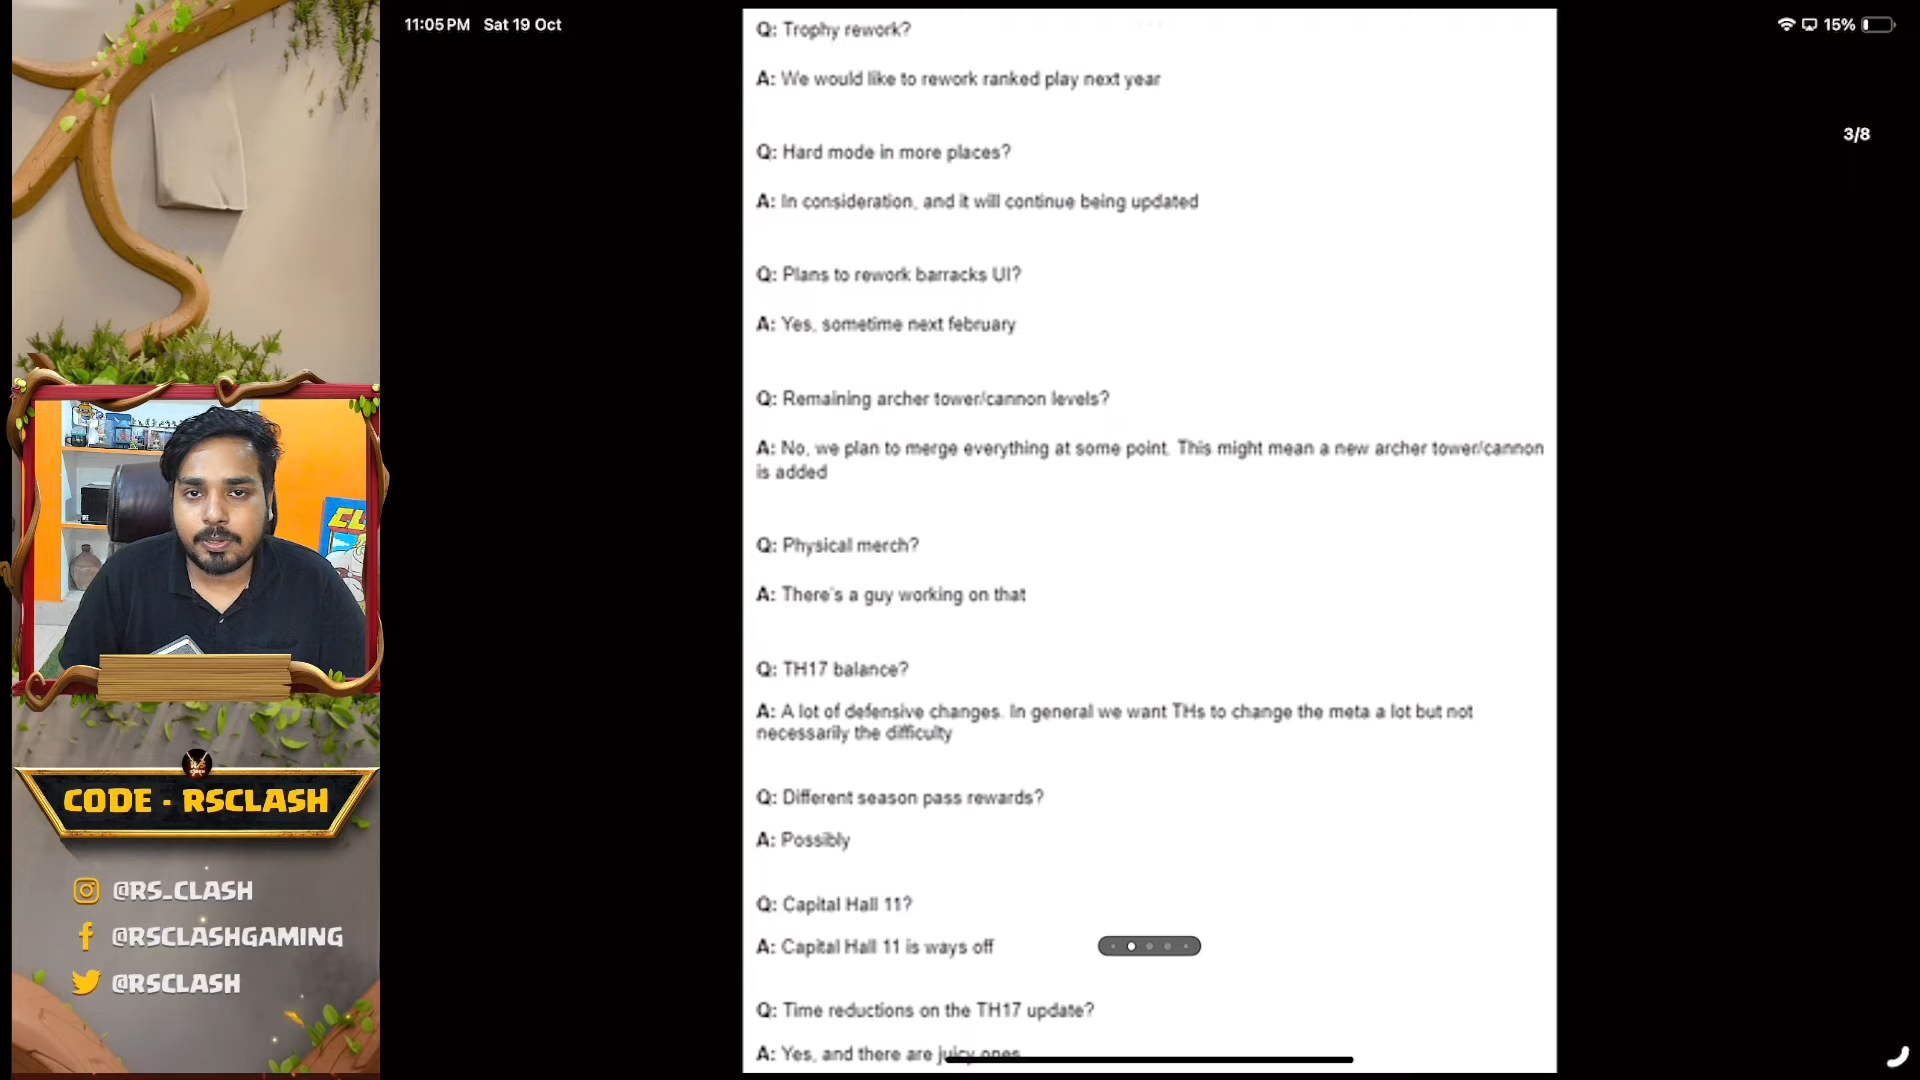 11:05 PM Sat 19 Oct
15%
3/8
Q: Trophy rework?
A: We would like to rework ranked play next year
Q: Hard mode in more places?
A: In consideration, and it will continue being updated
Q: Plans to rework barracks UI?
A: Yes, sometime next february
Q: Remaining archer tower/cannon levels?
A: No, we plan to merge everything at some point. This might mean a new archer tower/cannon
is added
Q: Physical merch?
A: There's a guy working on that
Q: TH17 balance?
A: A lot of defensive changes. In general we want THs to change the meta a lot but not
necessarily the difficulty
Q: Different season pass rewards?
A: Possibly
Q: Capital Hall 11?
A: Capital Hall 11 is ways off
Q: Time reductions on the TH17 update?
A: Yes, and there are juicy ones
CL
CODE - RSCLASH
@RS_CLASH
@RSCLASHGAMING
@RSCLASH